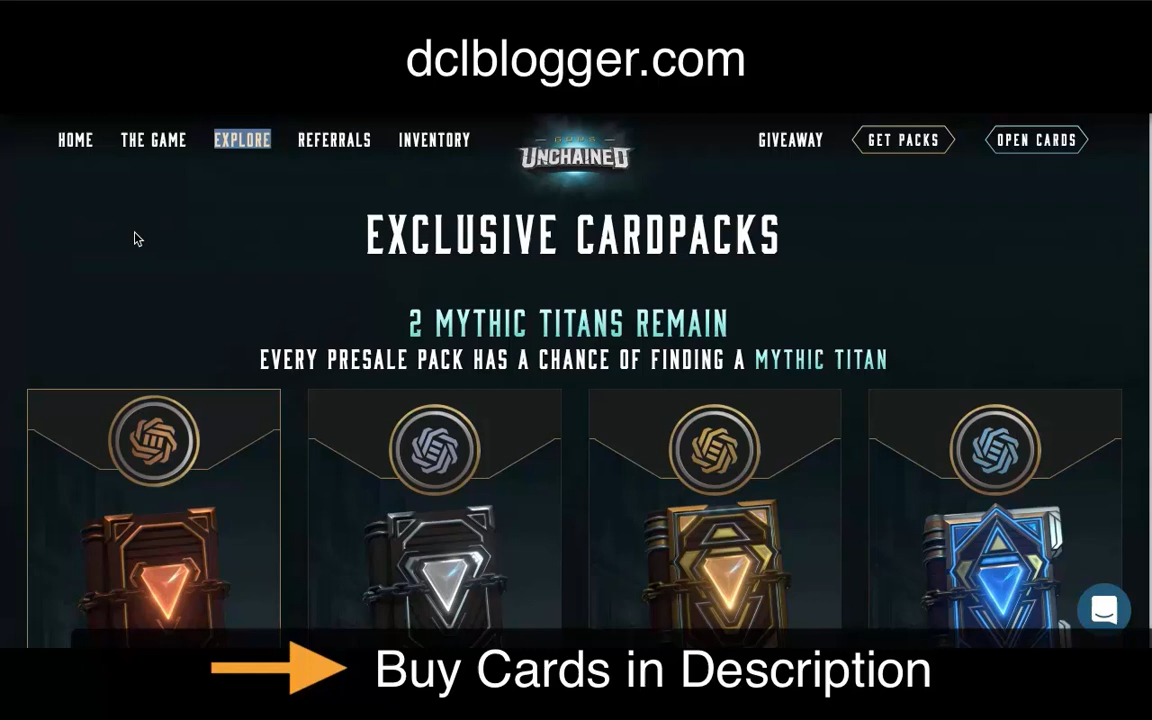 dclblogger.com
HOME THE GAME EXPLORE REFERRALS INVENTORY GODS UNCHAINED GIVEAWAY GET PACKS OPEN CARDS
EXCLUSIVE CARDPACKS
2 MYTHIC TITANS REMAIN
EVERY PRESALE PACK HAS A CHANCE OF FINDING A MYTHIC TITAN
Buy Cards in Description